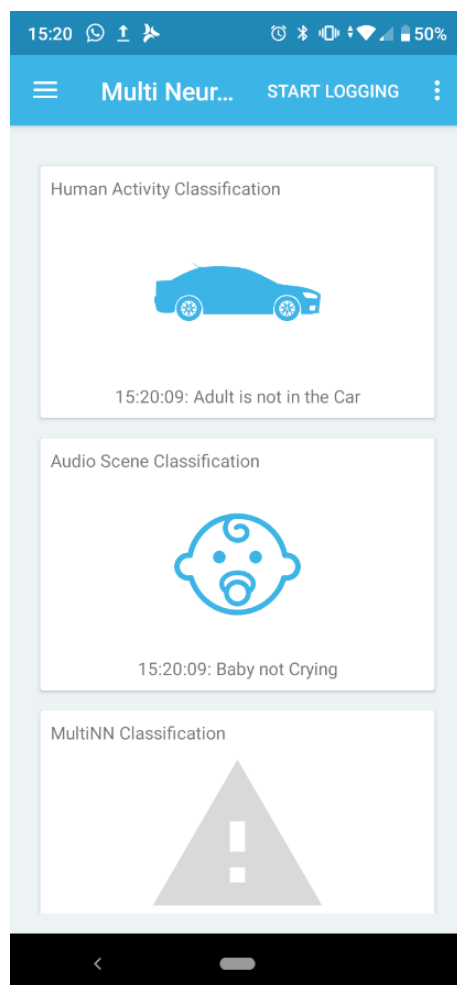 15:20 50%
Multi Neur... START LOGGING
Human Activity Classification
15:20:09: Adult is not in the Car
Audio Scene Classification
15:20:09: Baby not Crying
MultiNN Classification